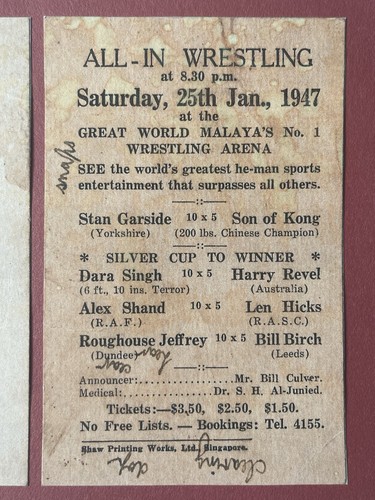 ALL-IN WRESTLING
at 8.30 p.m.
Saturday, 25th Jan., 1947
at the
GREAT WORLD MALAYA'S No. 1
WRESTLING ARENA
snaps
SEE the world's greatest he-man sports
entertainment that surpasses all others.
Stan Garside 10 x 5 Son of Kong
(Yorkshire) (200 lbs. Chinese Champion)
* SILVER CUP TO WINNER *
Dara Singh 10 x 5 Harry Revel
(6 ft., 10 ins. Terror) (Australia)
Alex Shand 10 x 5 Len Hicks
(R.A.F.) (R.A.S.C.)
Roughouse Jeffrey 10 x 5 Bill Birch
(Dundee) (Leeds)
Announcer:..................Mr. Bill Culver.
Medical:..................Dr. S. H. Al-Junied.
Tickets:—$3.50, $2.50, $1.50.
No Free Lists. — Bookings: Tel. 4155.
Shaw Printing Works, Ltd., Singapore.
clearing